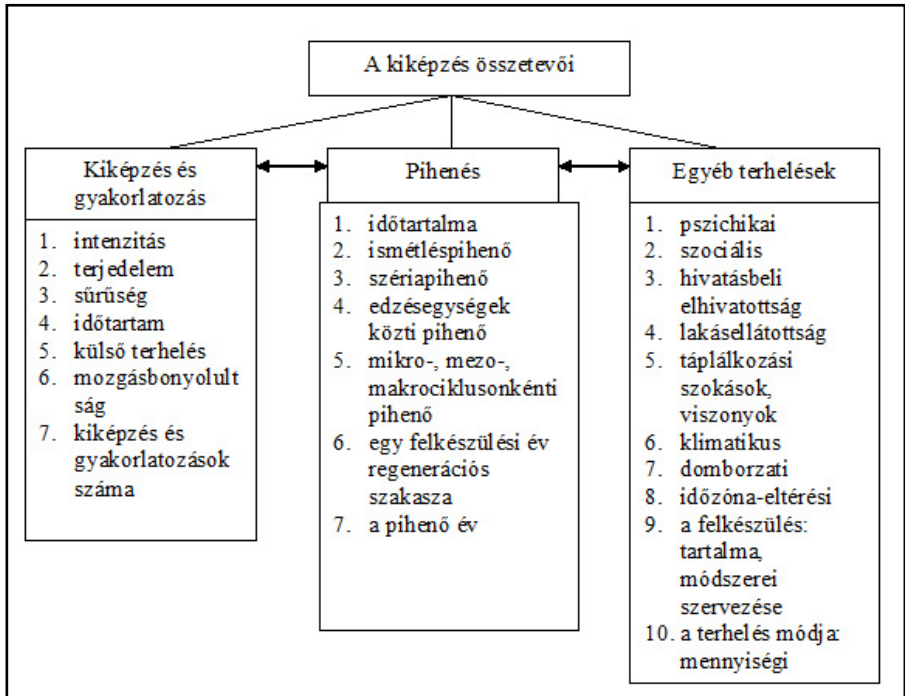 A kiképzés összetevői
Kiképzés és
gyakorlatozás
1. intenzitás
2. terjedelem
3. sűrűség
4. időtartam
5. külső terhelés
6. mozgásbonyolult
ság
7. kiképzés és
gyakorlatozások
száma
Pihenés
1. időtartalma
2. ismétléspihenő
3. szériapihenő
4. edzésegységek
közti pihenő
5. mikro-, mezo-,
makrociklusonkénti
pihenő
6. egy felkészülési év
regenerációs
szakasza
7. a pihenő év
Egyéb terhelések
1. pszichikai
2. szociális
3. hivatásbeli
elhivatottság
4. lakásellátottság
5. táplálkozási
szokások,
viszonyok
6. klimatikus
7. domborzati
8. időzóna-eltérési
9. a felkészülés:
tartalma,
módszerei
szervezése
10. a terhelés módja:
mennyiségi